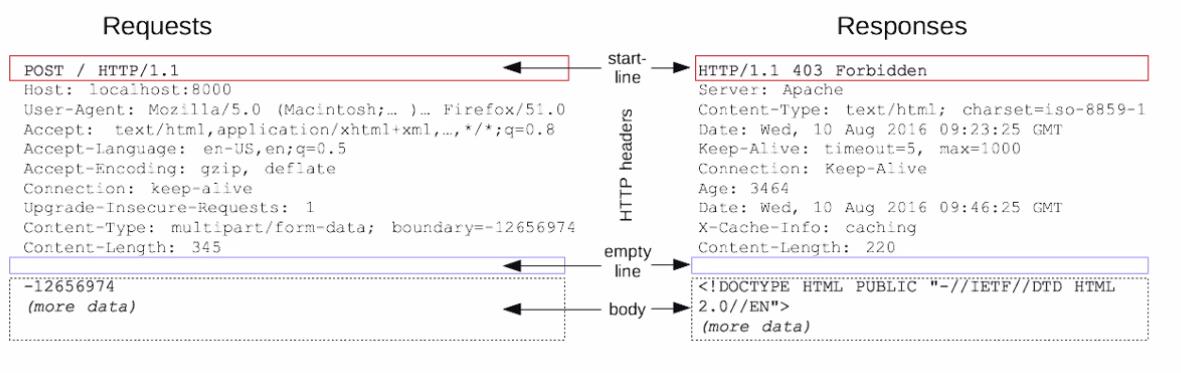 Requests
POST / HTTP/1.1
Host: localhost:8000
User-Agent: Mozilla/5.0 (Macintosh;… )… Firefox/51.0
Accept: text/html,application/xhtml+xml,…,*/*;q=0.8
Accept-Language: en-US,en;q=0.5
Accept-Encoding: gzip, deflate
Connection: keep-alive
Upgrade-Insecure-Requests: 1
Content-Type: multipart/form-data; boundary=-12656974
Content-Length: 345
-12656974
(more data)
start-
line
HTTP headers
empty
line
body
Responses
HTTP/1.1 403 Forbidden
Server: Apache
Content-Type: text/html; charset=iso-8859-1
Date: Wed, 10 Aug 2016 09:23:25 GMT
Keep-Alive: timeout=5, max=1000
Connection: Keep-Alive
Age: 3464
Date: Wed, 10 Aug 2016 09:46:25 GMT
X-Cache-Info: caching
Content-Length: 220
<!DOCTYPE HTML PUBLIC "-//IETF//DTD HTML
2.0//EN">
(more data)